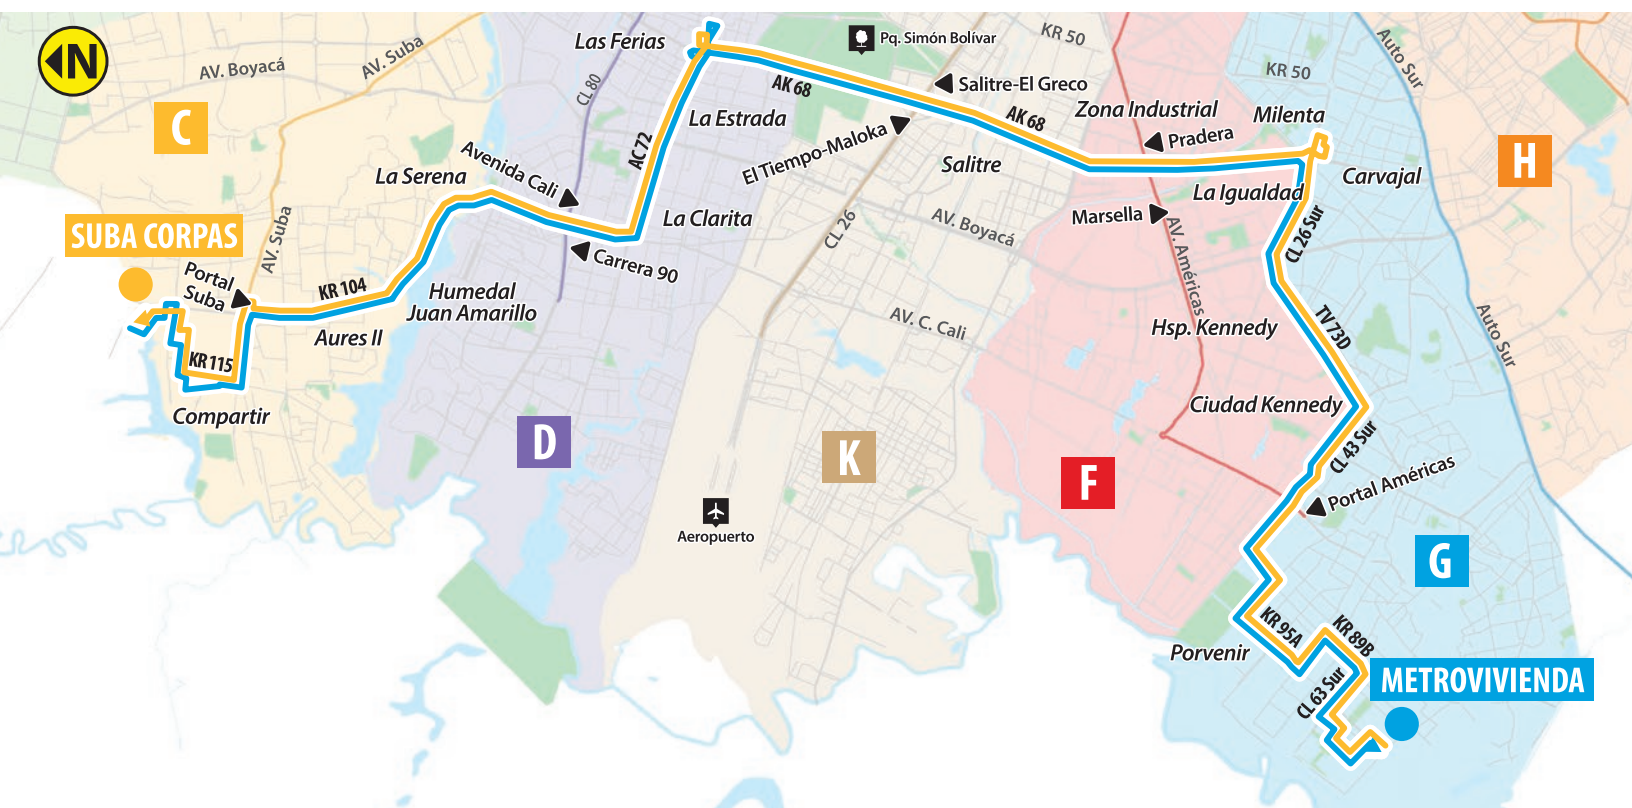 N
AV. Boyacá
AV. Suba
C
Las Ferias
CL 80
Pq. Simón Bolívar
KR 50
Auto Sur
KR 50
Salitre-El Greco
AK 68
AK 68
Zona Industrial
Milenta
La Estrada
Pradera
H
AC72
El Tiempo-Maloka
Avenida Cali
La Serena
Salitre
Carvajal
La Igualdad
SUBA CORPAS
AV. Suba
La Clarita
CL 26
AV. Boyacá
Marsella
AV. Américas
CL 26 Sur
Portal
Suba
Carrera 90
KR 104
Humedal
Juan Amarillo
Aures II
AV. C. Cali
Hsp. Kennedy
TV 73D
Auto Sur
KR 115
Compartir
Ciudad Kennedy
D
K
F
CL 43 Sur
Portal Américas
Aeropuerto
G
KR 95A
KR 89B
Porvenir
CL 63 Sur
METROVIVIENDA